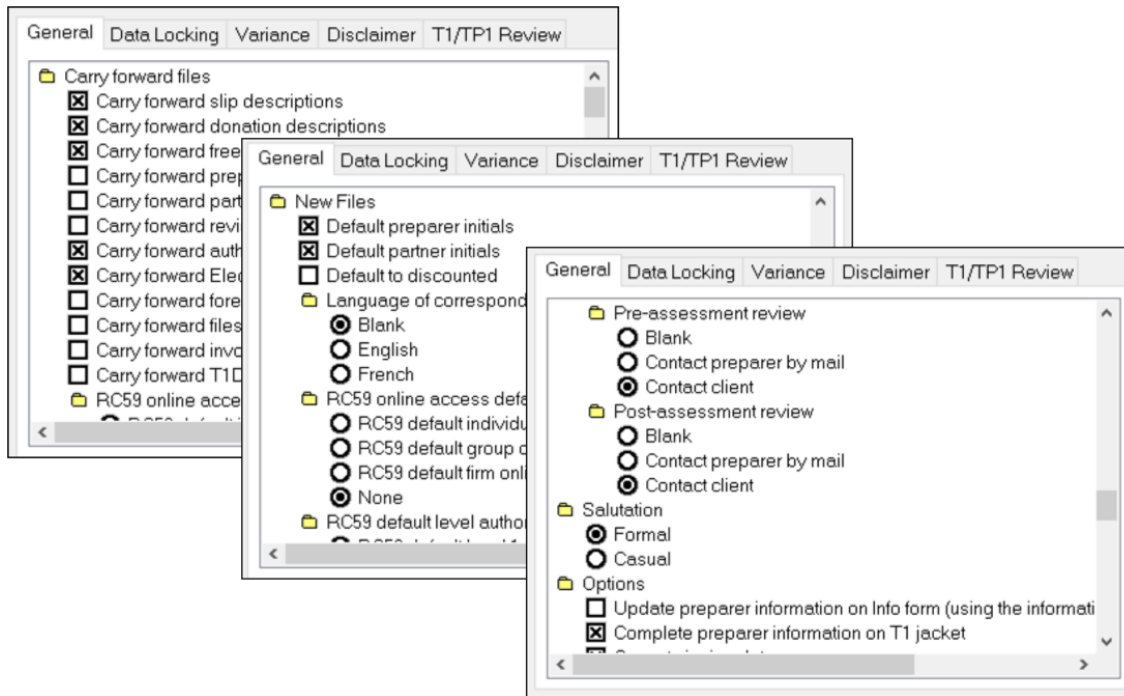 General Data Locking Variance Disclaimer T1/TP1 Review
Carry forward files
Carry forward slip descriptions
Carry forward donation descriptions
Carry forward free
Carry forward
Carry forward part
Carry forward revi
Carry forward auth
Carry forward Elec
Carry forward fore
Carry forward files
Carry forward invo
Carry forward T1D
RC59 online acce
General Data Locking Variance Disclaimer T1/TP1 Review
New Files
Default preparer initials
Default partner initials
Default to discounted
Language of correspond
Blank
English
French
RC59 online access defa
RC59 default individu
RC59 default group
RC59 default firm onli
None
RC59 default level autho
General Data Locking Variance Disclaimer T1/TP1 Review
Pre-assessment review
Blank
Contact preparer by mail
Contact client
Post-assessment review
Blank
Contact preparer by mail
Contact client
Salutation
Formal
Casual
Options
Update preparer information on Info form (using the informati
Complete preparer information on T1 jacket